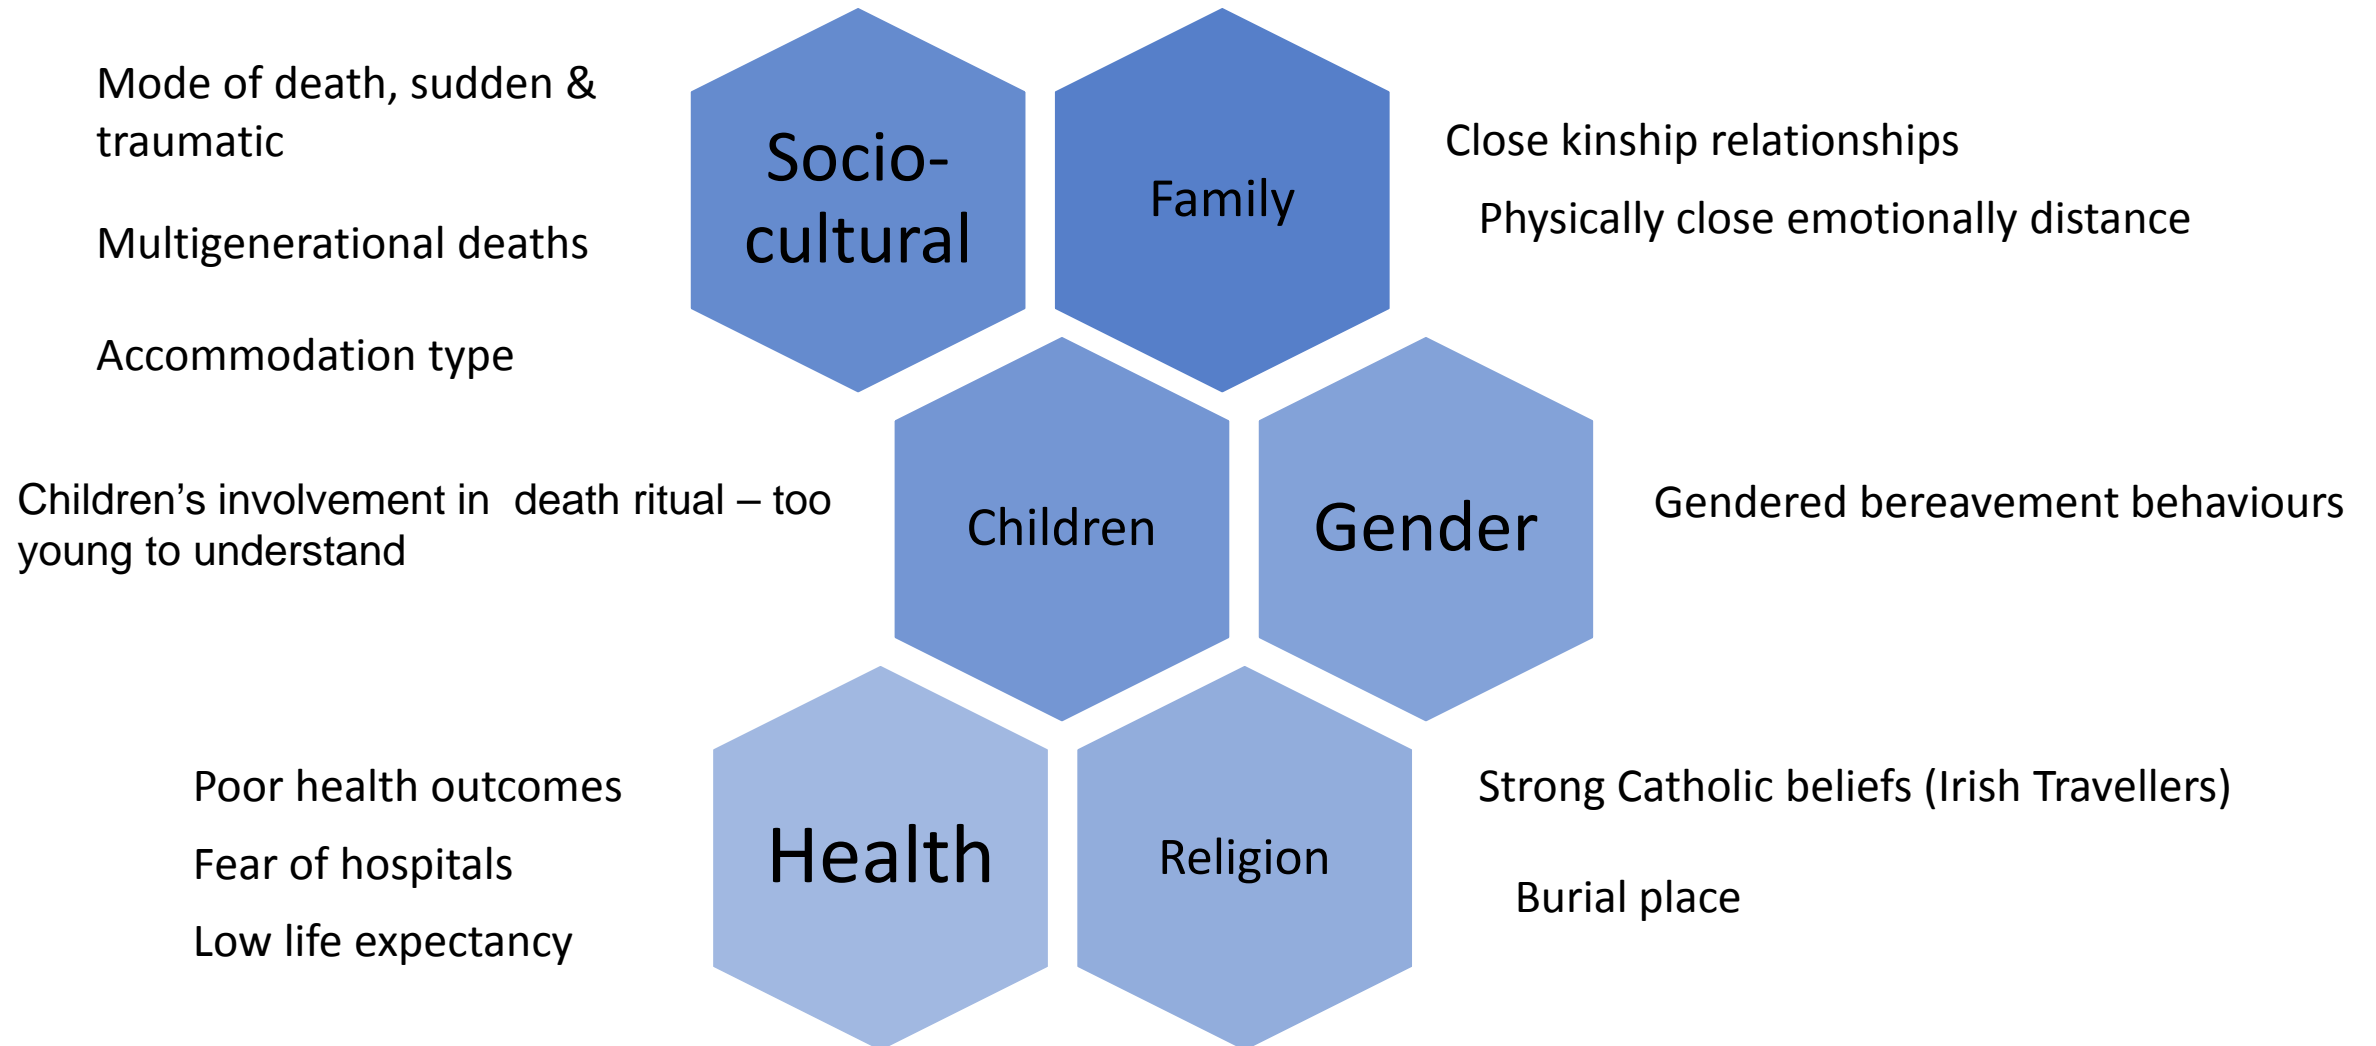 Mode of death, sudden &
traumatic
Multigenerational deaths
Accommodation type
Socio-
cultural
Family
Close kinship relationships
Physically close emotionally distance
Children’s involvement in  death ritual – too
young to understand
Children
Gender
Gendered bereavement behaviours
Poor health outcomes
Fear of hospitals
Low life expectancy
Health
Religion
Strong Catholic beliefs (Irish Travellers)
Burial place